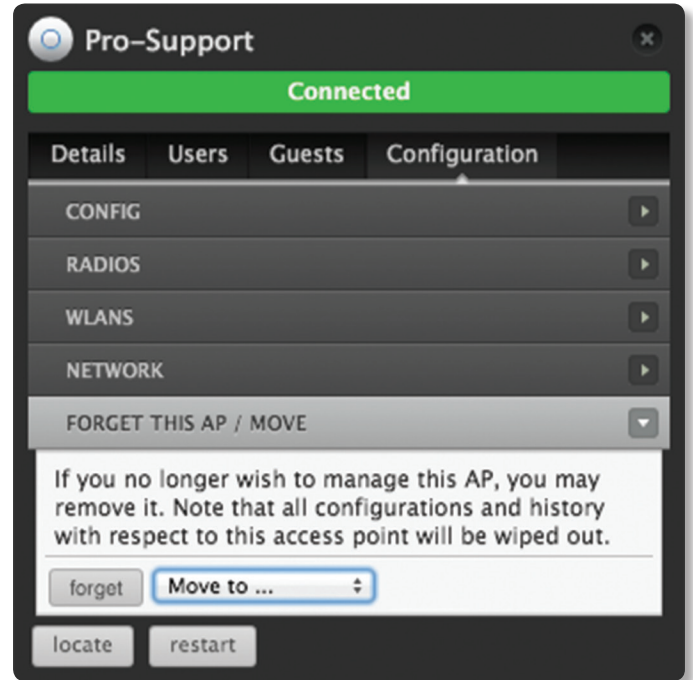 Pro-Support
Connected
Details Users Guests Configuration
CONFIG
RADIOS
WLANS
NETWORK
FORGET THIS AP / MOVE
If you no longer wish to manage this AP, you may
remove it. Note that all configurations and history
with respect to this access point will be wiped out.
forget Move to ...
locate restart